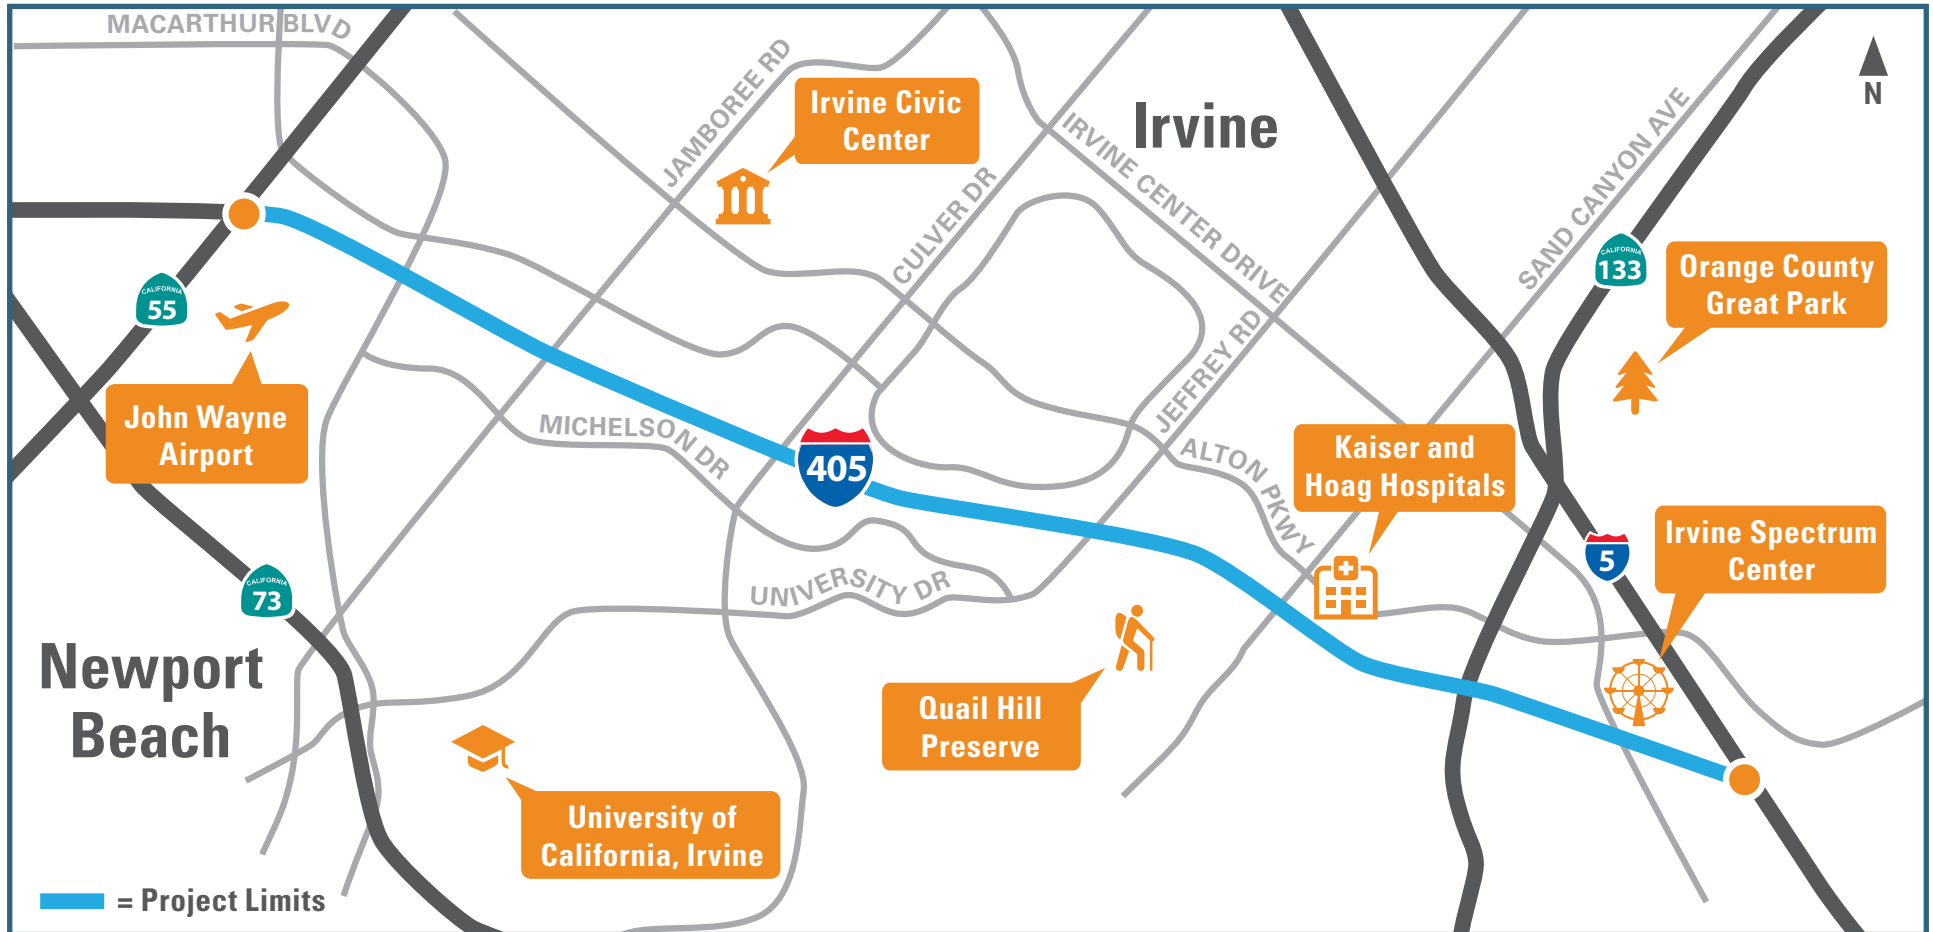 MACARTHUR BLVD
JAMBOREE RD
Irvine Civic
Center
Irvine
N
IRVINE CENTER DRIVE
CULVER DR
SAND CANYON AVE
CALIFORNIA
133
Orange County
Great Park
CALIFORNIA
55
John Wayne
Airport
JEFFREY RD
MICHELSON DR
405
ALTON PKWY
Kaiser and
Hoag Hospitals
5
Irvine Spectrum
Center
CALIFORNIA
73
UNIVERSITY DR
Newport
Beach
Quail Hill
Preserve
University of
California, Irvine
= Project Limits